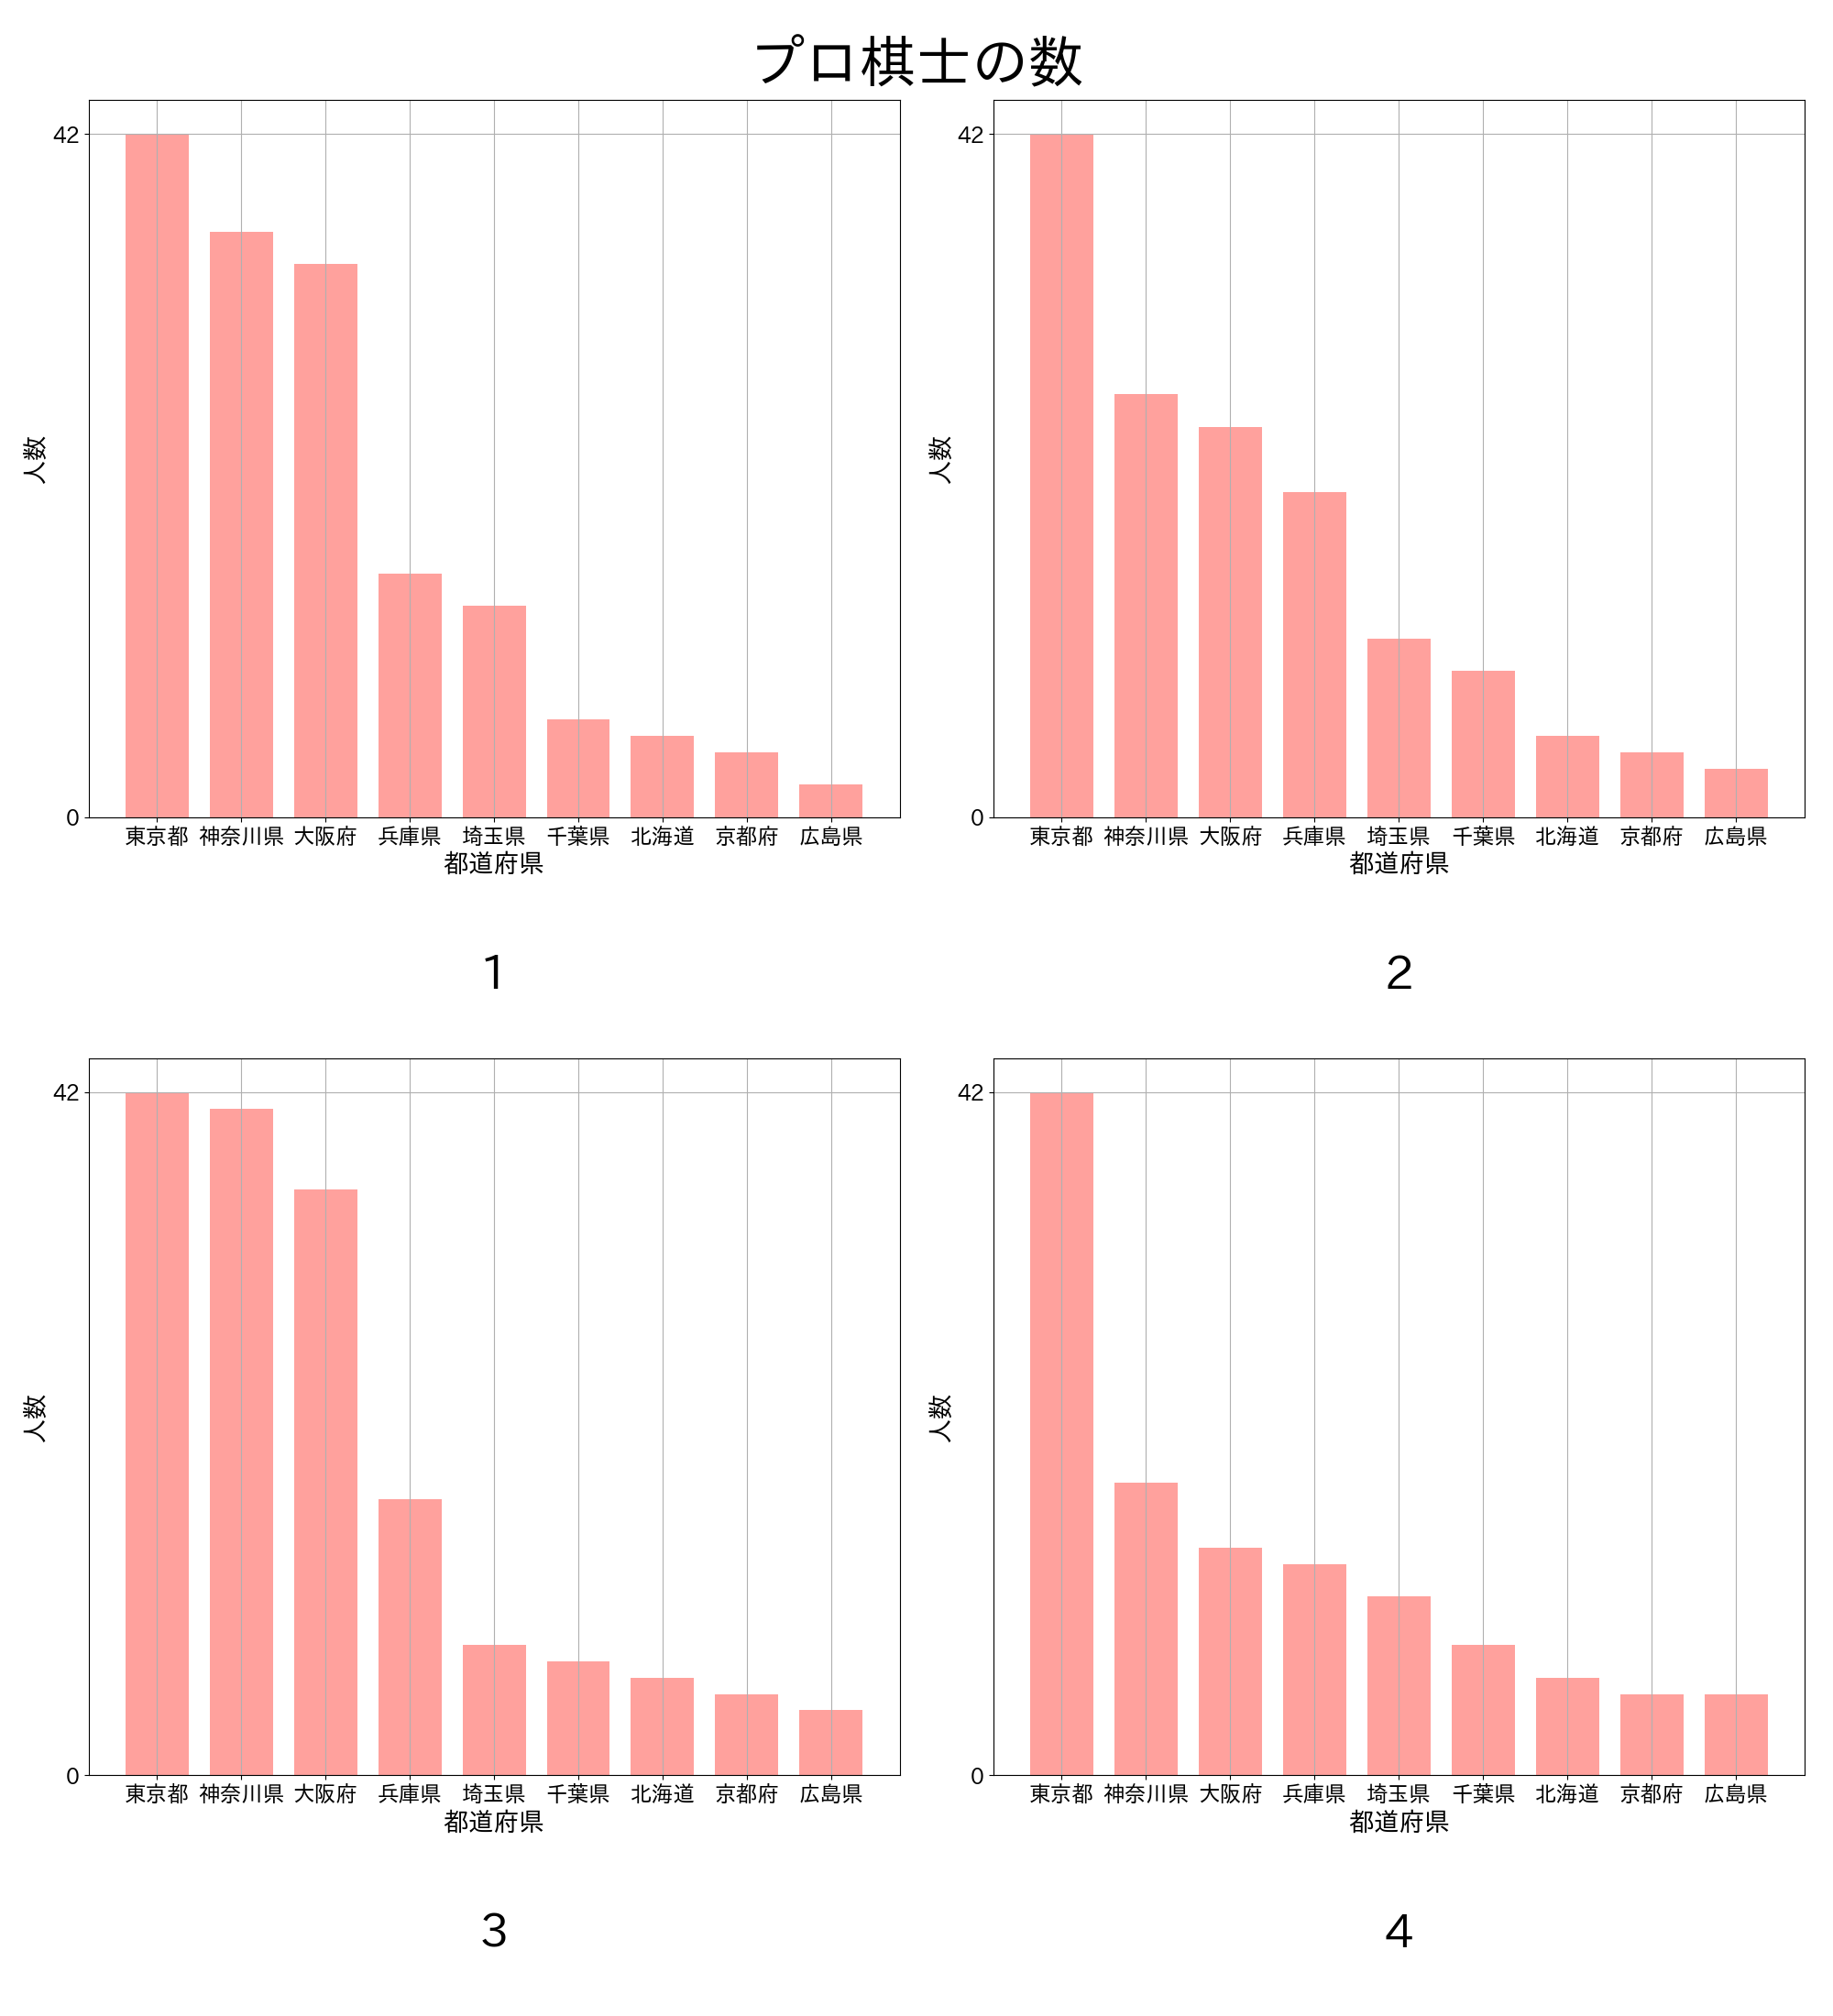 プロ棋士の数
42
0
人数
東京都 神奈川県 大阪府 兵庫県 埼玉県 千葉県 北海道 京都府 広島県
都道府県
1
42
0
人数
東京都 神奈川県 大阪府 兵庫県 埼玉県 千葉県 北海道 京都府 広島県
都道府県
2
42
0
人数
東京都 神奈川県 大阪府 兵庫県 埼玉県 千葉県 北海道 京都府 広島県
都道府県
3
42
0
人数
東京都 神奈川県 大阪府 兵庫県 埼玉県 千葉県 北海道 京都府 広島県
都道府県
4